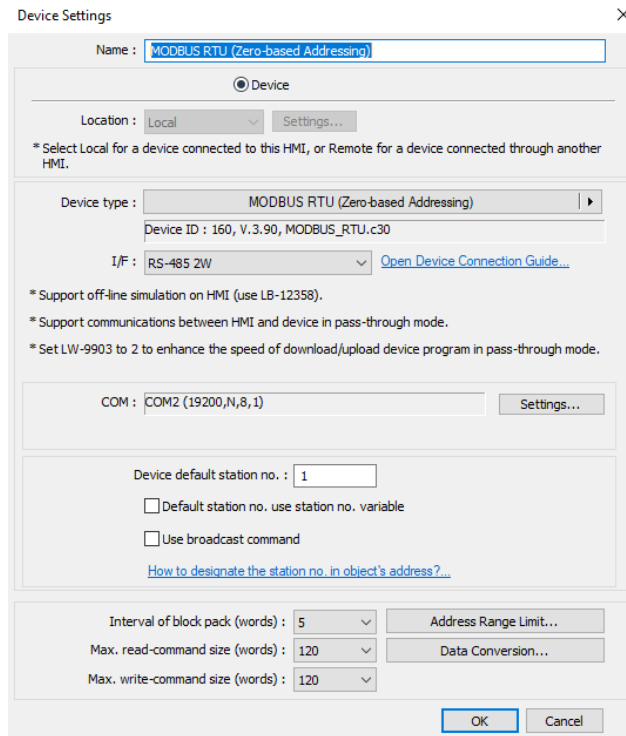 Device Settings
Name : MODBUS RTU (Zero-based Addressing)
Device
Location : Local Settings...
* Select Local for a device connected to this HMI, or Remote for a device connected through another
HMI.
Device type : MODBUS RTU (Zero-based Addressing)
Device ID : 160, V.3.90, MODBUS_RTU.c30
I/F : RS-485 2W Open Device Connection Guide...
* Support off-line simulation on HMI (use LB-12358).
* Support communications between HMI and device in pass-through mode.
* Set LW-9903 to 2 to enhance the speed of download/upload device program in pass-through mode.
COM : COM2 (19200,N,8,1) Settings...
Device default station no. : 1
Default station no. use station no. variable
Use broadcast command
How to designate the station no. in object's address?...
Interval of block pack (words) : 5 Address Range Limit...
Max. read-command size (words) : 120 Data Conversion...
Max. write-command size (words) : 120
OK Cancel